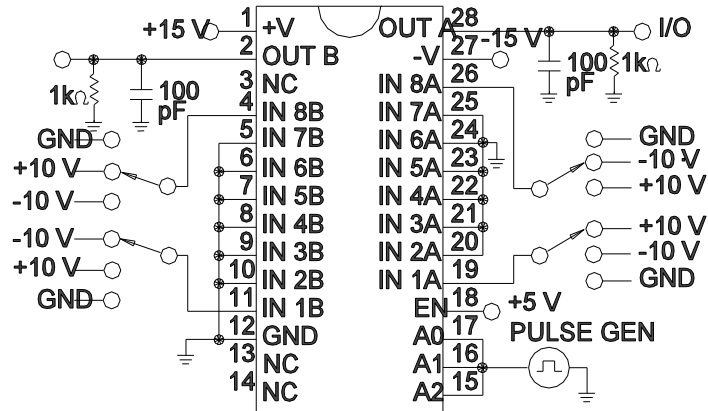 +15 V 1 +V OUT A 28 I/O
2 OUT B -V 27 -15 V
1kΩ 100 pF 3 NC IN 8A 26 100 pF 1kΩ
4 IN 8B IN 7A 25
GND 5 IN 7B IN 6A 24 GND
+10 V 6 IN 6B IN 5A 23 -10 V
-10 V 7 IN 5B IN 4A 22 +10 V
-10 V 8 IN 4B IN 3A 21 +10 V
+10 V 9 IN 3B IN 2A 20 -10 V
GND 10 IN 2B IN 1A 19 GND
11 IN 1B EN 18 +5 V
12 GND A0 17 PULSE GEN
13 NC A1 16
14 NC A2 15